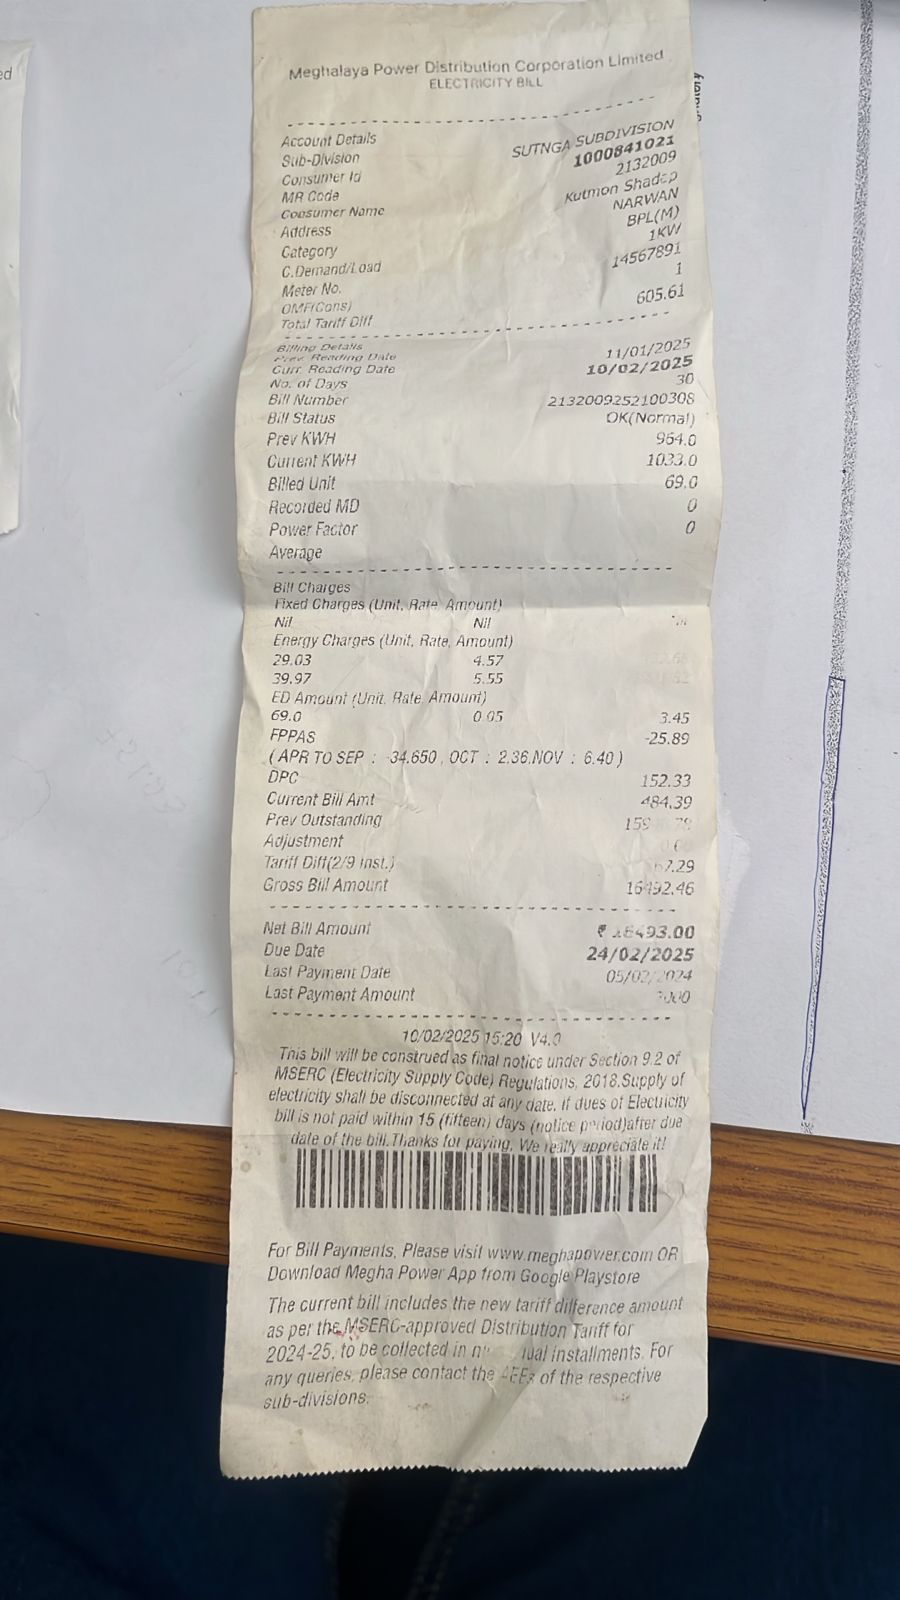 Meghalaya Power Distribution Corporation Limited
ELECTRICITY BILL
Account Details
Sub-Division SUTNGA SUBDIVISION
Consumer Id 1000841021
MR Code 2132009
Consumer Name Kutmon
Address NARWAN
Category BPL(M)
C.Demand/Load 1KW
Meter No. 14567891
OMF(Cons) 1
Total Tariff Diff 605.61
Billing Details
Prev. Reading Date 11/01/2025
Curr. Reading Date 10/02/2025
No. of Days 30
Bill Number 2132009252100308
Bill Status OK(Normal)
Prev KWH 964.0
Current KWH 1033.0
Billed Unit 69.0
Recorded MD 0
Power Factor 0
Average
Bill Charges
Fixed Charges (Unit, Rate, Amount)
Nil Nil
Energy Charges (Unit, Rate, Amount)
29.03 4.57
39.97 5.55
ED Amount (Unit, Rate, Amount)
69.0 0.05 3.45
FPPAS -25.89
( APR TO SEP : -34.650 , OCT : 2.36,NOV : 6.40 )
DPC 152.33
Current Bill Amt 484.39
Prev Outstanding
Adjustment
Tariff Diff(2/9 inst.)
Gross Bill Amount 16492.46
Net Bill Amount ₹
Due Date 24/02/2025
Last Payment Date 05/02/2024
Last Payment Amount
10/02/2025 15:20 V4.0
This bill will be construed as final notice under Section 9.2 of
MSERC (Electricity Supply Code) Regulations, 2018.Supply of
electricity shall be disconnected at any date, if dues of Electricity
bill is not paid within 15 (fifteen) days (notice period)after due
date of the bill.Thanks for paying, We really appreciate it!
For Bill Payments, Please visit www.meghapower.com OR
Download Megha Power App from Google Playstore
The current bill includes the new tariff difference amount
as per the MSERC-approved Distribution Tariff for
2024-25, to be collected in installments. For
any queries, please contact the of the respective
sub-divisions.